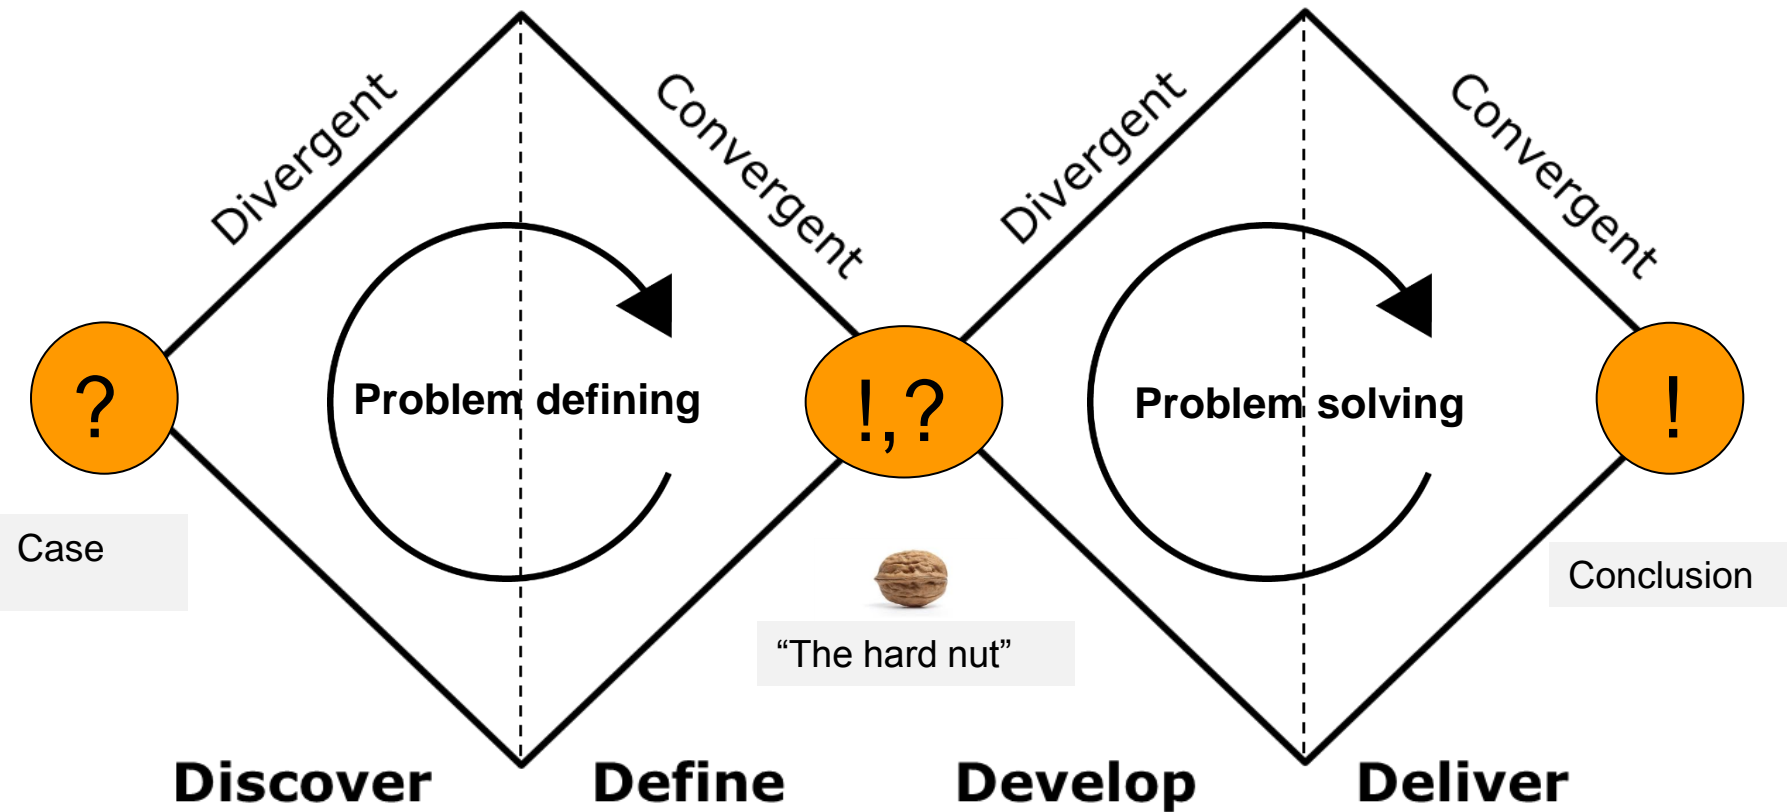 Divergent
Convergent
Divergent
Convergent
?
Problem defining
!,?
Problem solving
!
Case
“The hard nut”
Conclusion
Discover
Define
Develop
Deliver